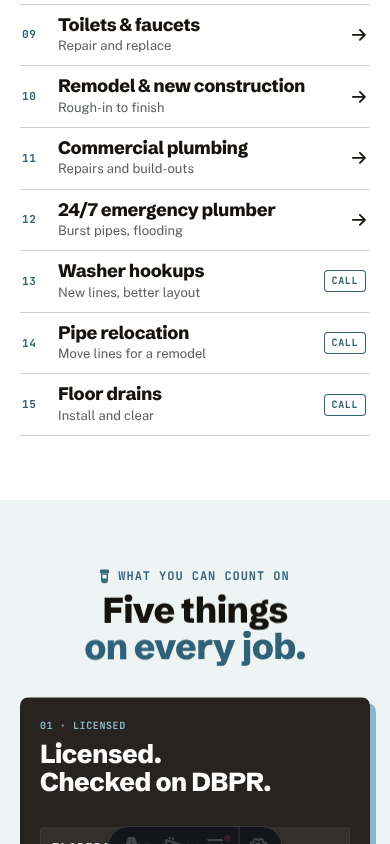 09
Toilets & faucets
Repair and replace
10
Remodel & new construction
Rough-in to finish
11
Commercial plumbing
Repairs and build-outs
12
24/7 emergency plumber
Burst pipes, flooding
13
Washer hookups
New lines, better layout
CALL
14
Pipe relocation
Move lines for a remodel
CALL
15
Floor drains
Install and clear
CALL
WHAT YOU CAN COUNT ON
Five things
on every job.
01 · LICENSED
Licensed.
Checked on DBPR.